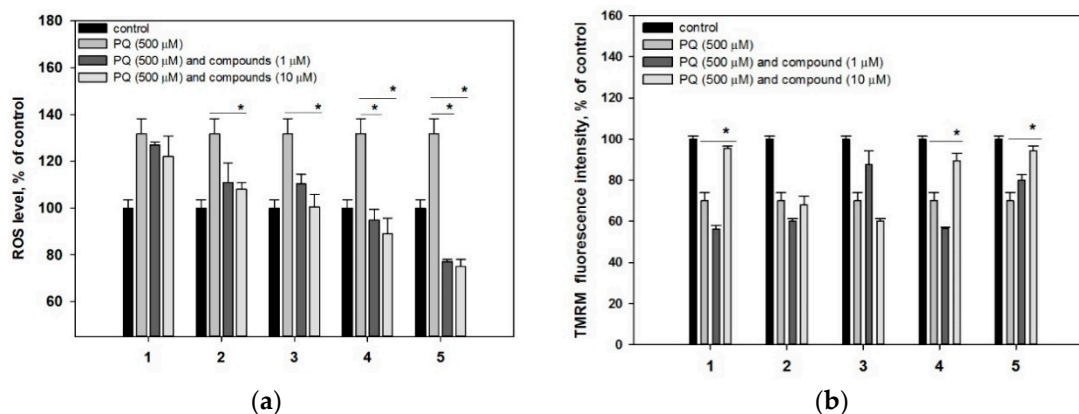 140
120
100
80
60
ROS level, % of control
control
PQ (500 μM)
PQ (500 μM) and compounds (1 μM)
PQ (500 μM) and compounds (10 μM)
* * * * * *
1 2 3 4 5
(a)
160
140
120
100
80
60
40
20
0
TMRM fluorescence intensity, % of control
control
PQ (500 μM)
PQ (500 μM) and compound (1 μM)
PQ (500 μM) and compound (10 μM)
* * *
1 2 3 4 5
(b)